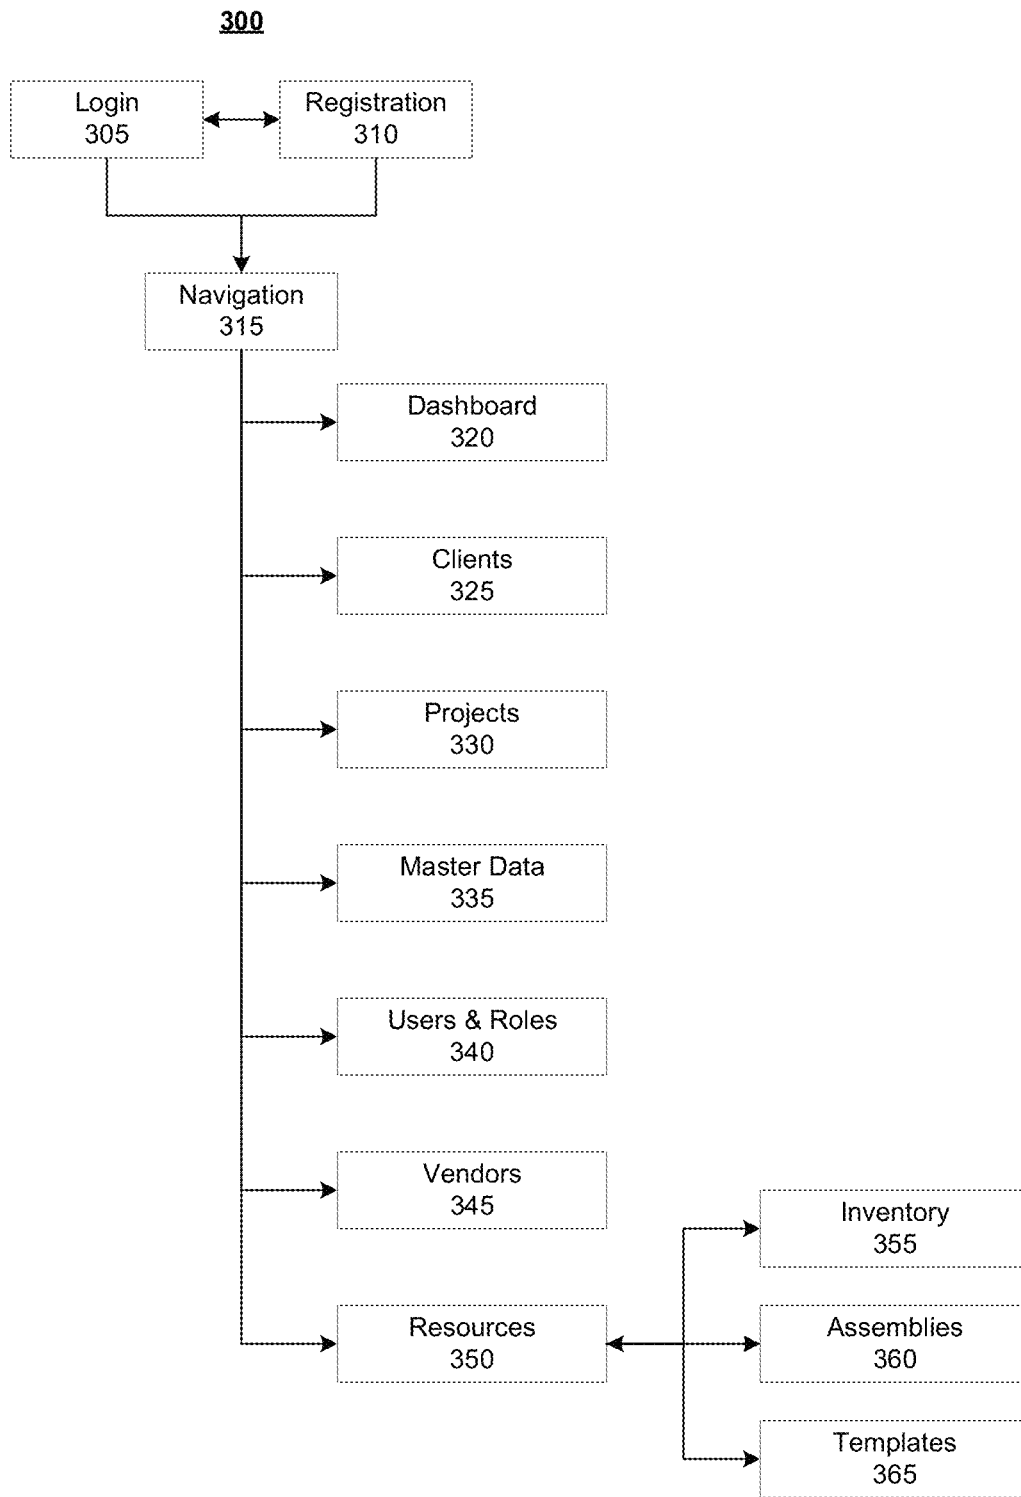 300
Login
305
Registration
310
Navigation
315
Dashboard
320
Clients
325
Projects
330
Master Data
335
Users & Roles
340
Vendors
345
Resources
350
Inventory
355
Assemblies
360
Templates
365